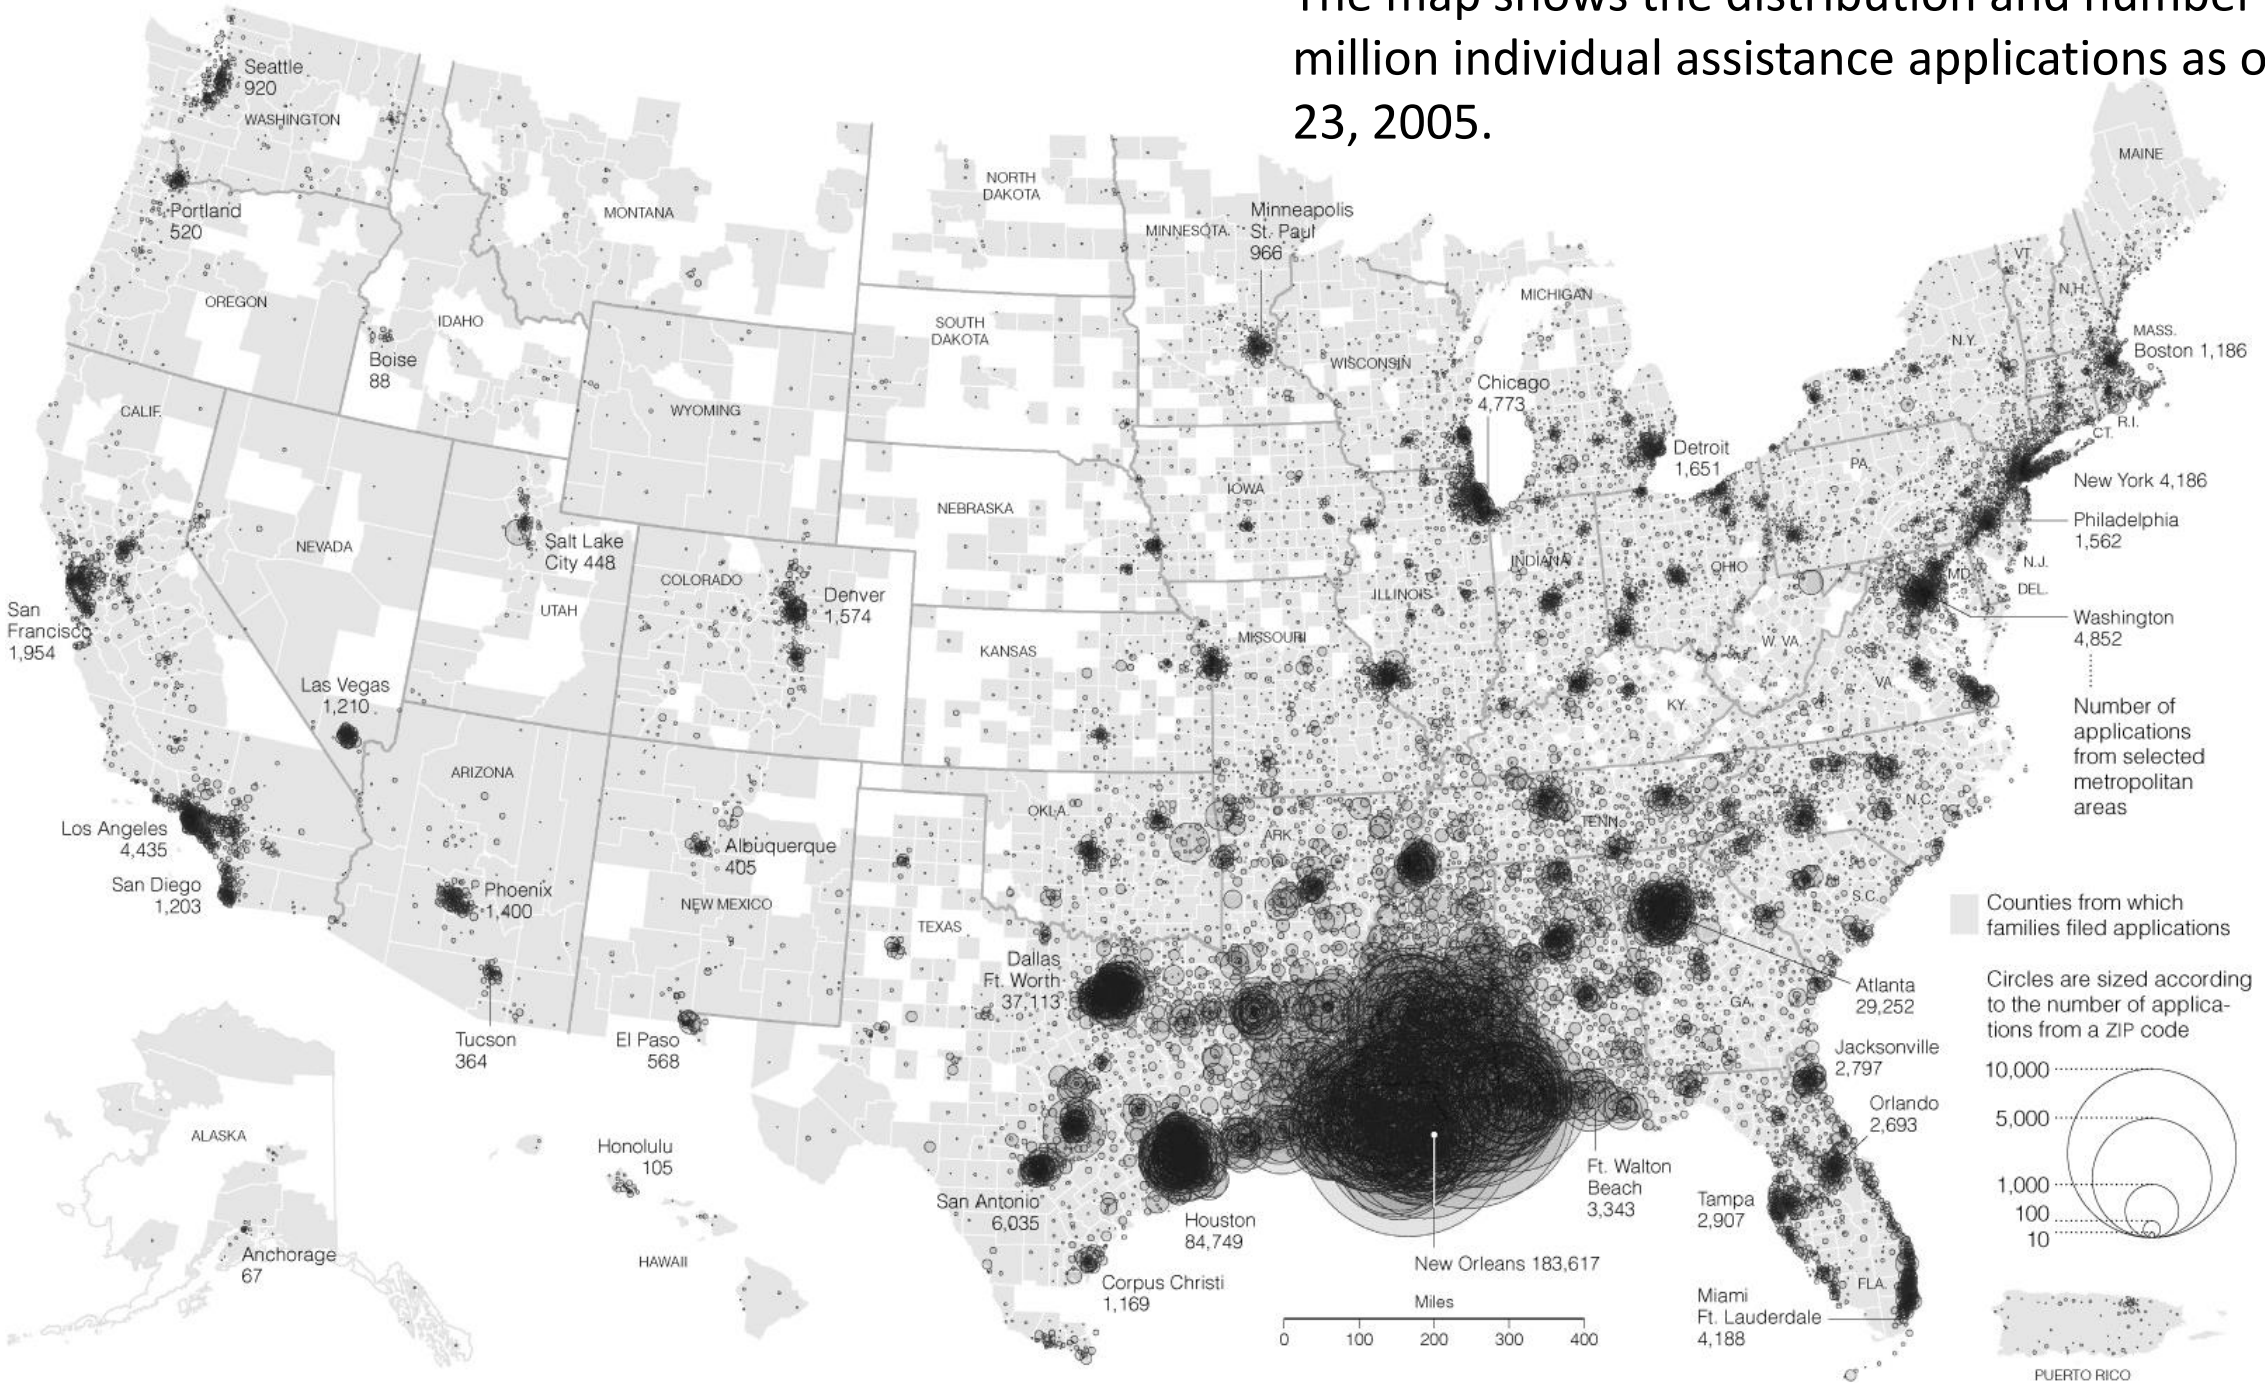 The map shows the distribution and number
million individual assistance applications as o
23, 2005.
Seattle
920
WASHINGTON
Portland
520
OREGON
MONTANA
IDAHO
Boise
88
NORTH
DAKOTA
MINNESOTA
Minneapolis
St. Paul
966
SOUTH
DAKOTA
WISCONSIN
MICHIGAN
MAINE
VT.
N.H.
N.Y.
MASS.
Boston 1,186
R.I.
CT.
CALIF.
WYOMING
Chicago
4,773
Detroit
1,651
PA.
New York 4,186
Philadelphia
1,562
N.J.
MD.
DEL.
NEVADA
Salt Lake
City 448
UTAH
COLORADO
Denver
1,574
NEBRASKA
IOWA
ILLINOIS
INDIANA
OHIO
W. VA.
VA.
Washington
4,852
Number of
applications
from selected
metropolitan
areas
San
Francisco
1,954
Las Vegas
1,210
KANSAS
MISSOURI
KY.
ARIZONA
OKLA.
ARK.
TENN.
N.C.
S.C.
Los Angeles
4,435
San Diego
1,203
Phoenix
1,400
Albuquerque
405
NEW MEXICO
TEXAS
Dallas
Ft. Worth
37,113
GA.
Atlanta
29,252
Counties from which
families filed applications
Circles are sized according
to the number of applica-
tions from a ZIP code
10,000
5,000
1,000
100
10
Tucson
364
El Paso
568
Jacksonville
2,797
Orlando
2,693
ALASKA
Anchorage
67
Honolulu
105
HAWAII
San Antonio
6,035
Houston
84,749
Corpus Christi
1,169
Ft. Walton
Beach
3,343
New Orleans 183,617
Tampa
2,907
FLA.
Miami
Ft. Lauderdale
4,188
Miles
0 100 200 300 400
PUERTO RICO